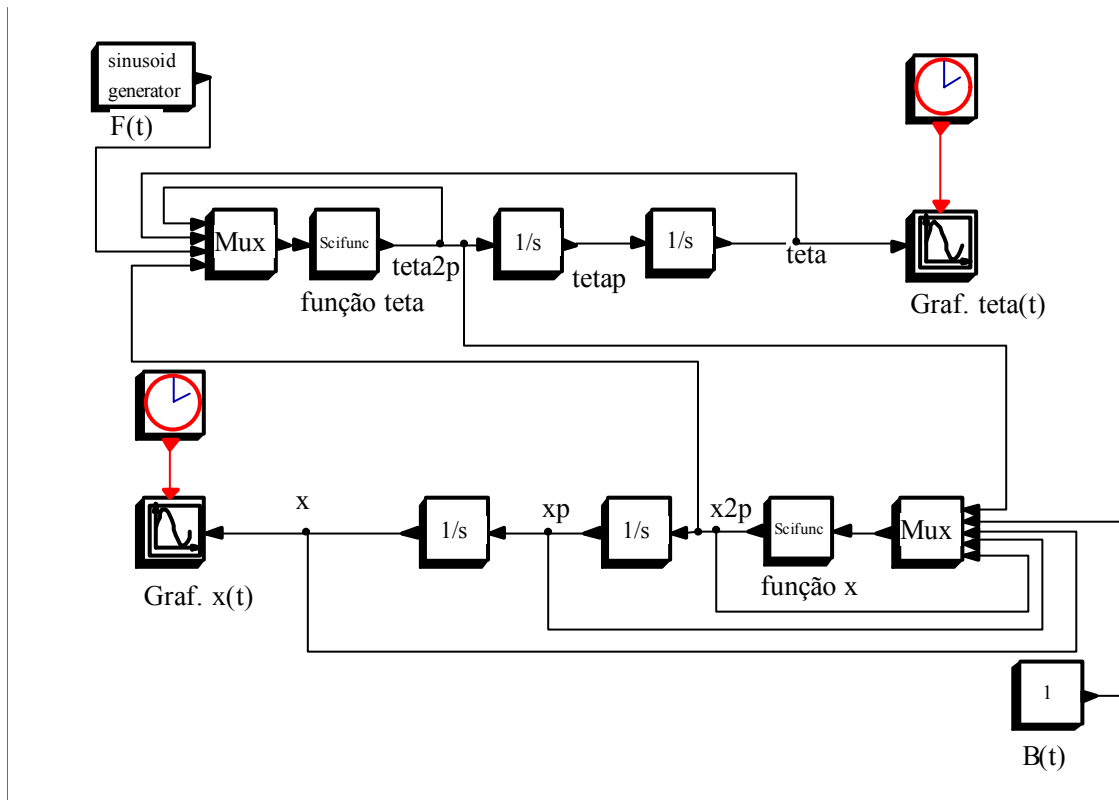 sinusoid
generator
F(t)
Mux
Scifunc
teta2p
função teta
1/s
tetap
1/s
teta
Graf. teta(t)
x
Graf. x(t)
1/s
xp
1/s
x2p
Scifunc
função x
Mux
1
B(t)